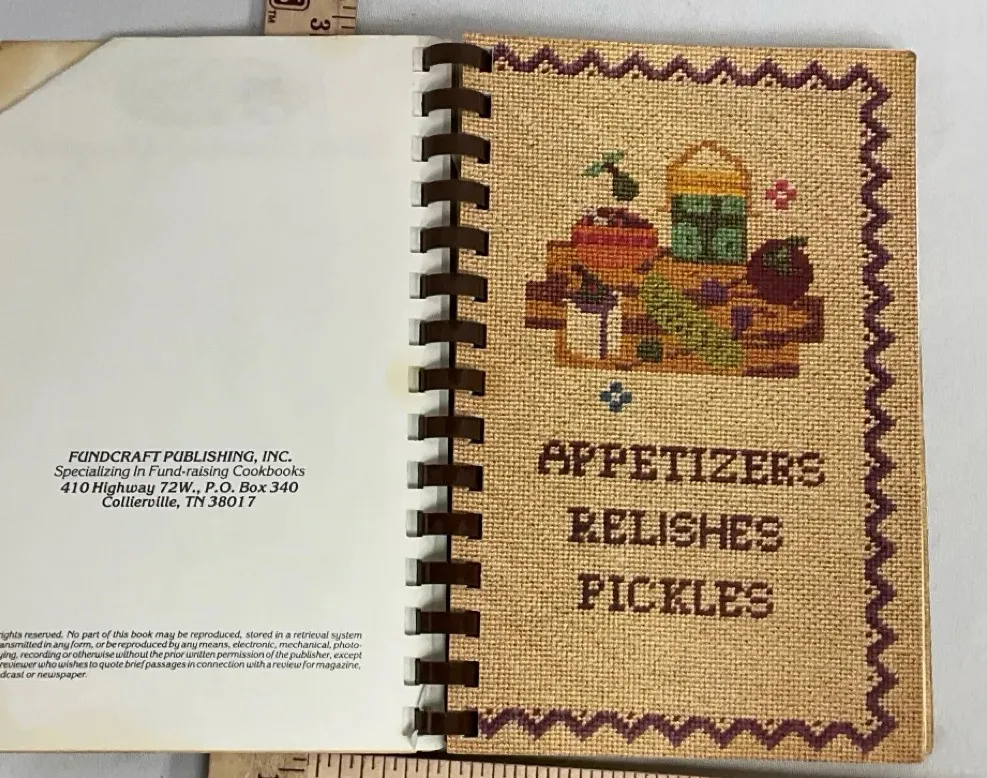 3
TM
FUNDCRAFT PUBLISHING, INC.
Specializing In Fund-raising Cookbooks
410 Highway 72W., P.O. Box 340
Collierville, TN 38017
ights reserved. No part of this book may be reproduced, stored in a retrieval system
ansmitted in any form, or be reproduced by any means, electronic, mechanical, photo-
ying, recording or otherwise without the prior written permission of the publisher, except
reviewer who wishes to quote brief passages in connection with a review for magazine,
dcast or newspaper.
APPETIZERS
RELISHES
PICKLES